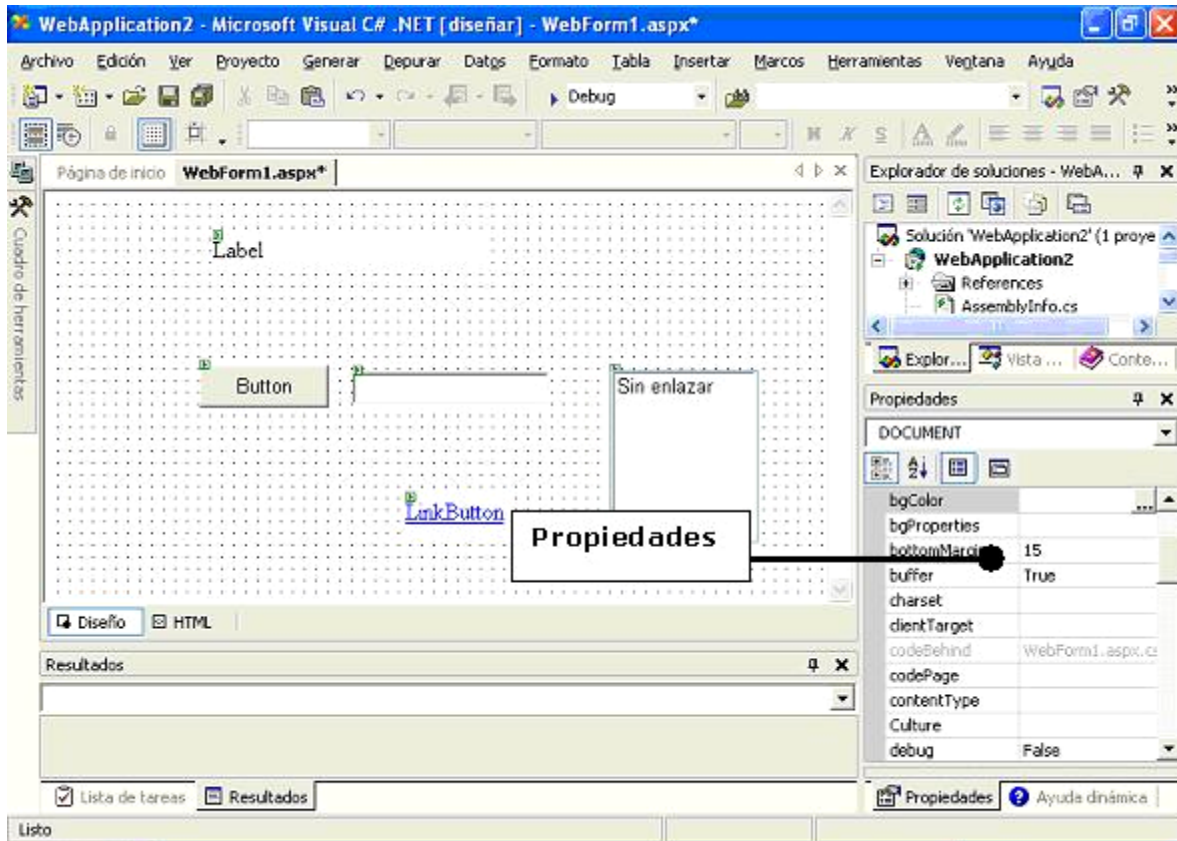 WebApplication2 - Microsoft Visual C# .NET [diseñar] - WebForm1.aspx*
Archivo Edición Ver Proyecto Generar Depurar Datos Formato Tabla Insertar Marcos Herramientas Ventana Ayuda
Debug
N K S A
Página de inicio WebForm1.aspx*
Cuadro de herramientas
Label
Button
Sin enlazar
LinkButton
Propiedades
Diseño HTML
Resultados
Lista de tareas Resultados
Listo
Explorador de soluciones - WebA...
Solución 'WebApplication2' (1 proye
WebApplication2
References
AssemblyInfo.cs
Explor... Vista ... Conte...
Propiedades
DOCUMENT
bgColor ...
bgProperties
bottomMargin 15
buffer True
charset
clientTarget
codeBehind WebForm1.aspx.cs
codePage
contentType
Culture
debug False
Propiedades Ayuda dinámica